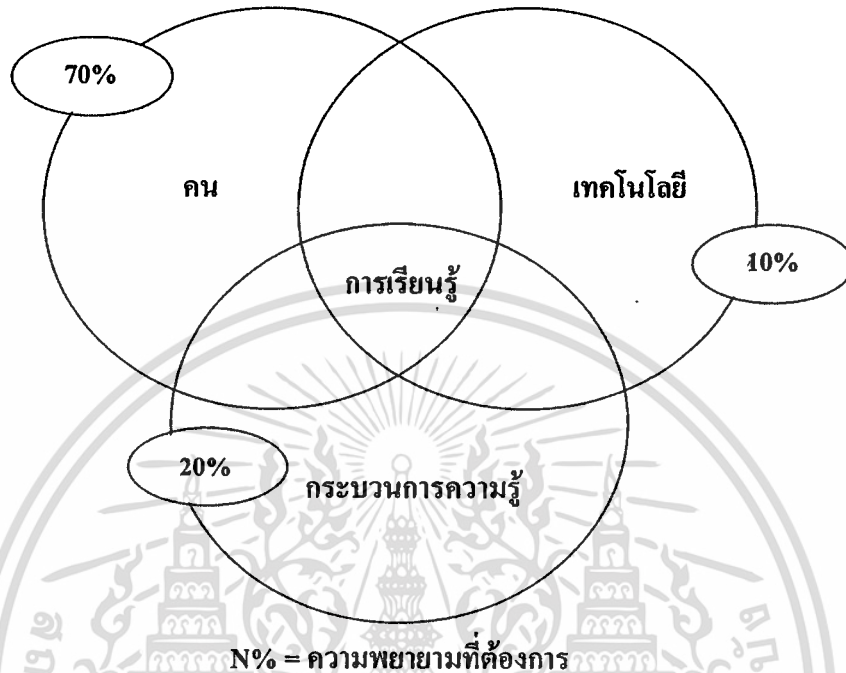 70%
คน
เทคโนโลยี
10%
การเรียนรู้
20%
กระบวนการความรู้
N% = ความพยายามที่ต้องการ